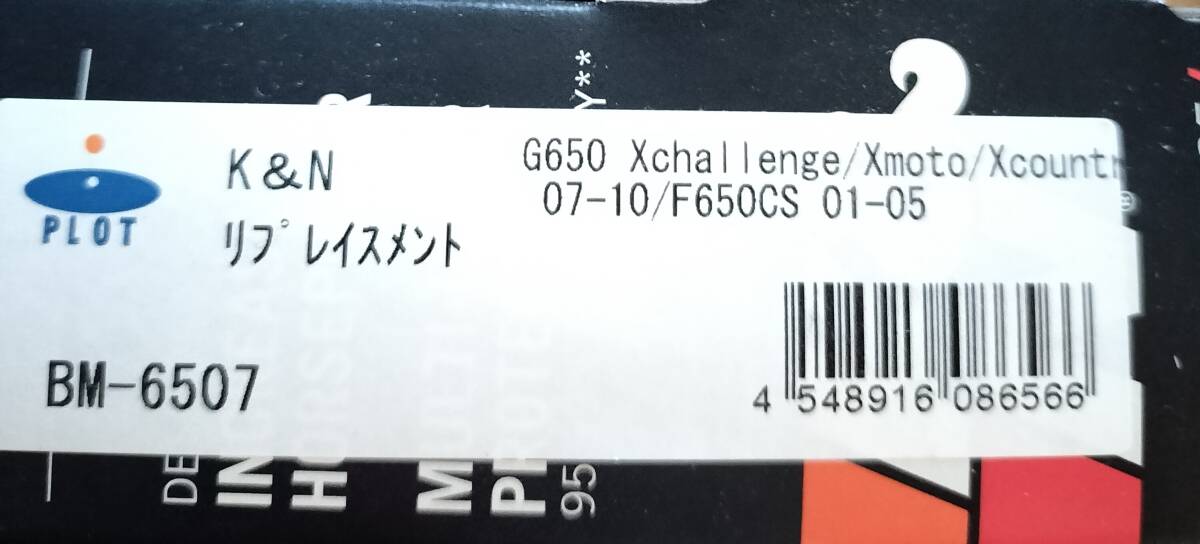 PLOT
K&N
リプレイスメント
G650 Xchallenge/Xmoto/Xcountr
07-10/F650CS 01-05
BM-6507
4 548916 086566
95